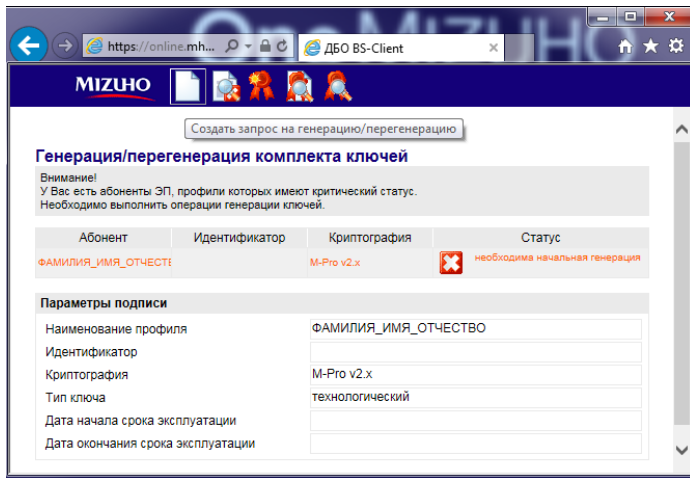 OneMIZUHO
https://online.mh...
ДБО BS-Client
MIZUHO
Создать запрос на генерацию/перегенерацию
Генерация/перегенерация комплекта ключей
Внимание!
У Вас есть абоненты ЭП, профили которых имеют критический статус.
Необходимо выполнить операции генерации ключей.
Абонент Идентификатор Криптография Статус
ФАМИЛИЯ_ИМЯ_ОТЧЕСТЕ M-Pro v2.x необходима начальная генерация
Параметры подписи
Наименование профиля ФАМИЛИЯ_ИМЯ_ОТЧЕСТВО
Идентификатор
Криптография M-Pro v2.x
Тип ключа технологический
Дата начала срока эксплуатации
Дата окончания срока эксплуатации